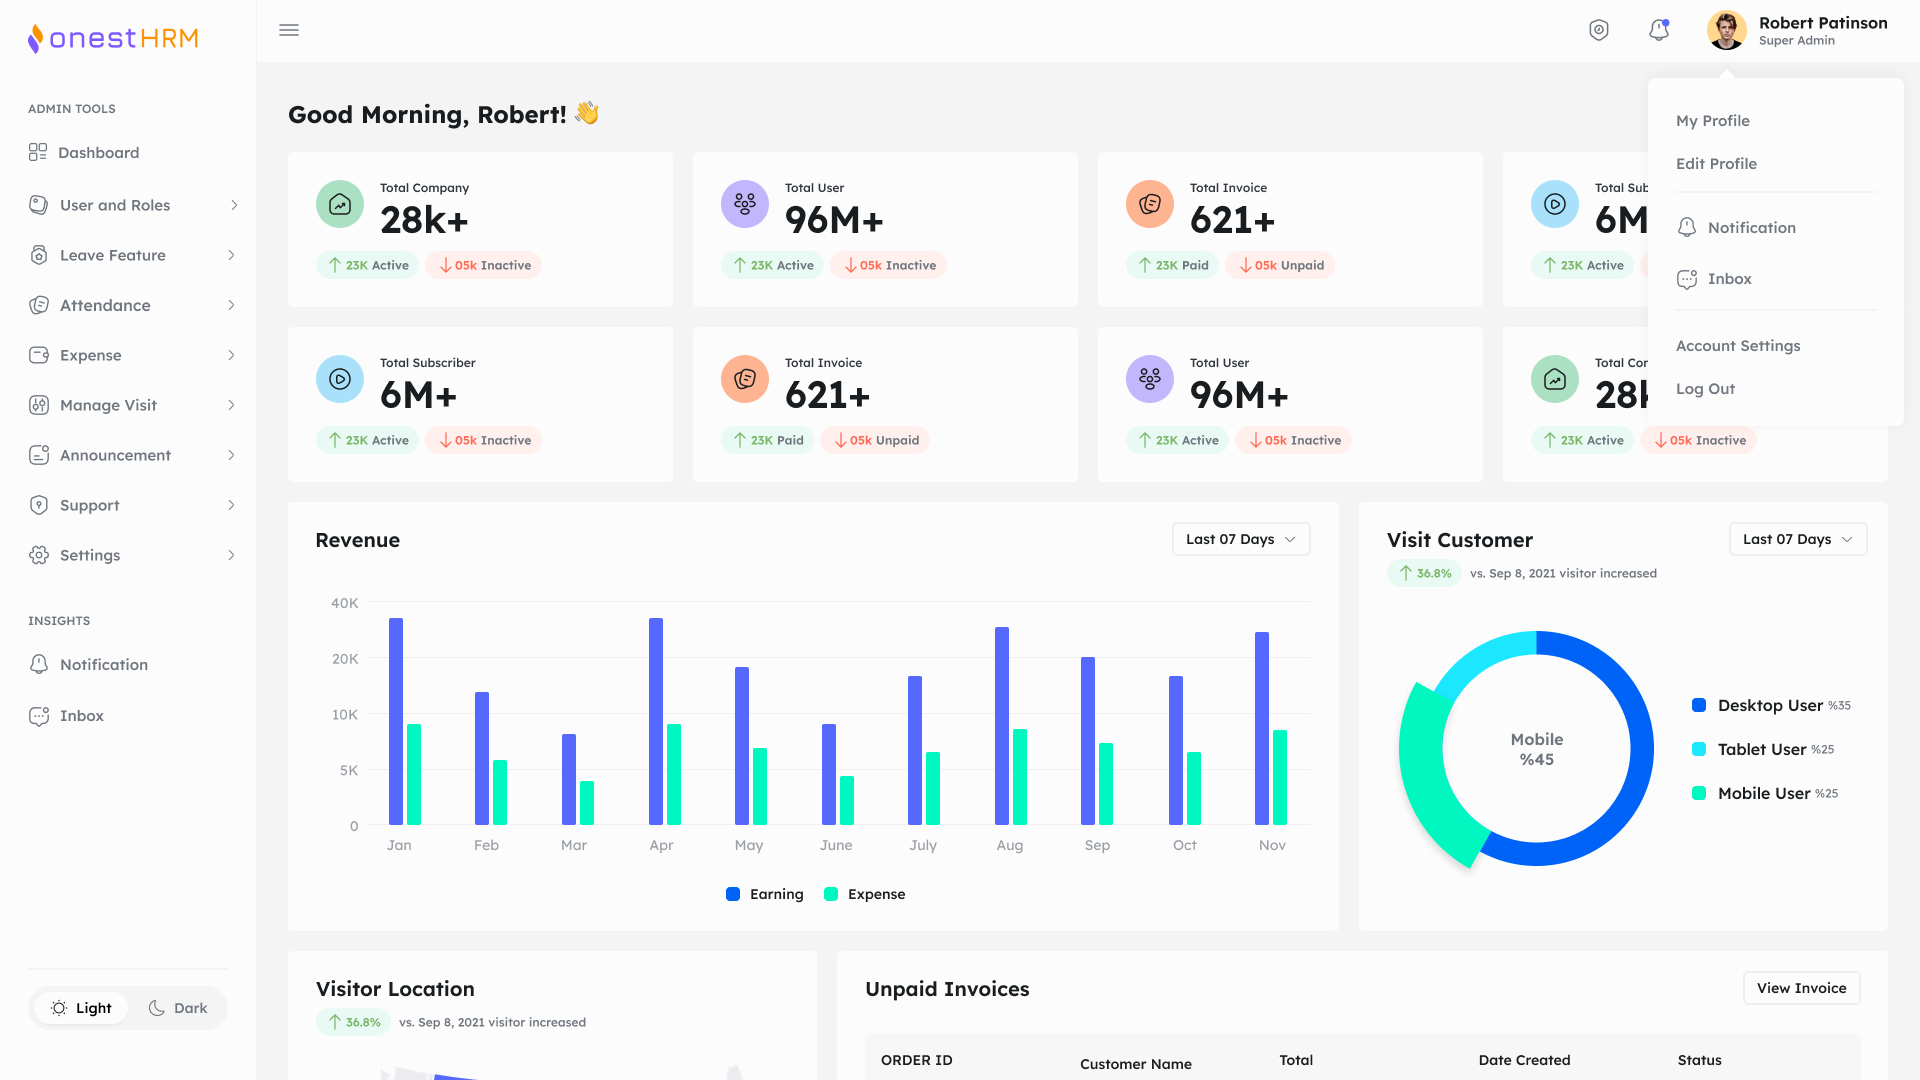 onestHRM
Robert Patinson
Super Admin
ADMIN TOOLS
Dashboard
User and Roles
Leave Feature
Attendance
Expense
Manage Visit
Announcement
Support
Settings
INSIGHTS
Notification
Inbox
Light
Dark
My Profile
Edit Profile
Notification
Inbox
Account Settings
Log Out
Good Morning, Robert! 👋
Total Company
28k+
23K Active
05k Inactive
Total User
96M+
23K Active
05k Inactive
Total Invoice
621+
23K Paid
05k Unpaid
Total Sub
6M
23K Active
Total Subscriber
6M+
23K Active
05k Inactive
Total Invoice
621+
23K Paid
05k Unpaid
Total User
96M+
23K Active
05k Inactive
Total Cor
28k
23K Active
05k Inactive
Revenue
Last 07 Days
40K
20K
10K
5K
0
Jan Feb Mar Apr May June July Aug Sep Oct Nov
Earning
Expense
Visit Customer
Last 07 Days
36.8%
vs. Sep 8, 2021 visitor increased
Mobile
%45
Desktop User %35
Tablet User %25
Mobile User %25
Visitor Location
36.8%
vs. Sep 8, 2021 visitor increased
Unpaid Invoices
View Invoice
ORDER ID Customer Name Total Date Created Status